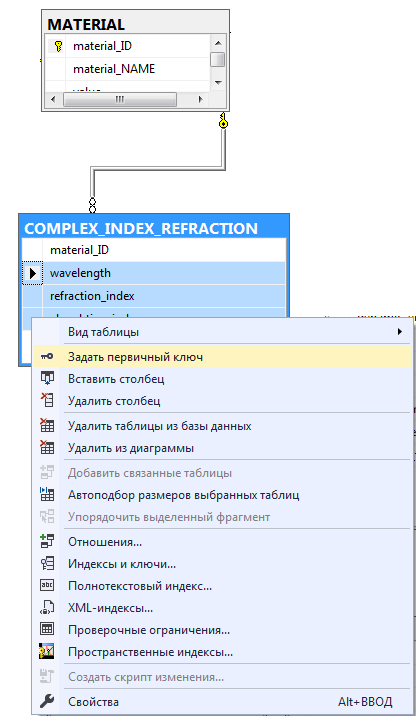 MATERIAL
material_ID
material_NAME
COMPLEX_INDEX_REFRACTION
material_ID
wavelength
refraction_index
Вид таблицы
Задать первичный ключ
Вставить столбец
Удалить столбец
Удалить таблицы из базы данных
Удалить из диаграммы
Добавить связанные таблицы
Автоподбор размеров выбранных таблиц
Упорядочить выделенный фрагмент
Отношения...
Индексы и ключи...
Полнотекстовый индекс...
XML-индексы...
Проверочные ограничения...
Пространственные индексы...
Создать скрипт изменения...
Свойства Alt+ВВОД